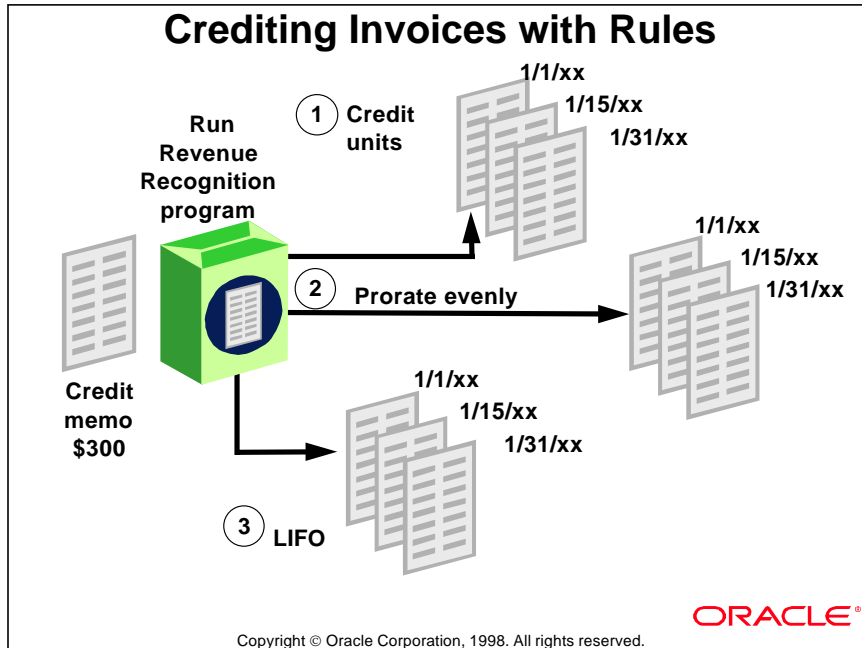 Crediting Invoices with Rules
1/1/xx
1/15/xx
1/31/xx
1
Credit
units
Run
Revenue
Recognition
program
1/1/xx
1/15/xx
1/31/xx
2
Prorate evenly
Credit
memo
$300
1/1/xx
1/15/xx
1/31/xx
3
LIFO
ORACLE®
Copyright © Oracle Corporation, 1998. All rights reserved.